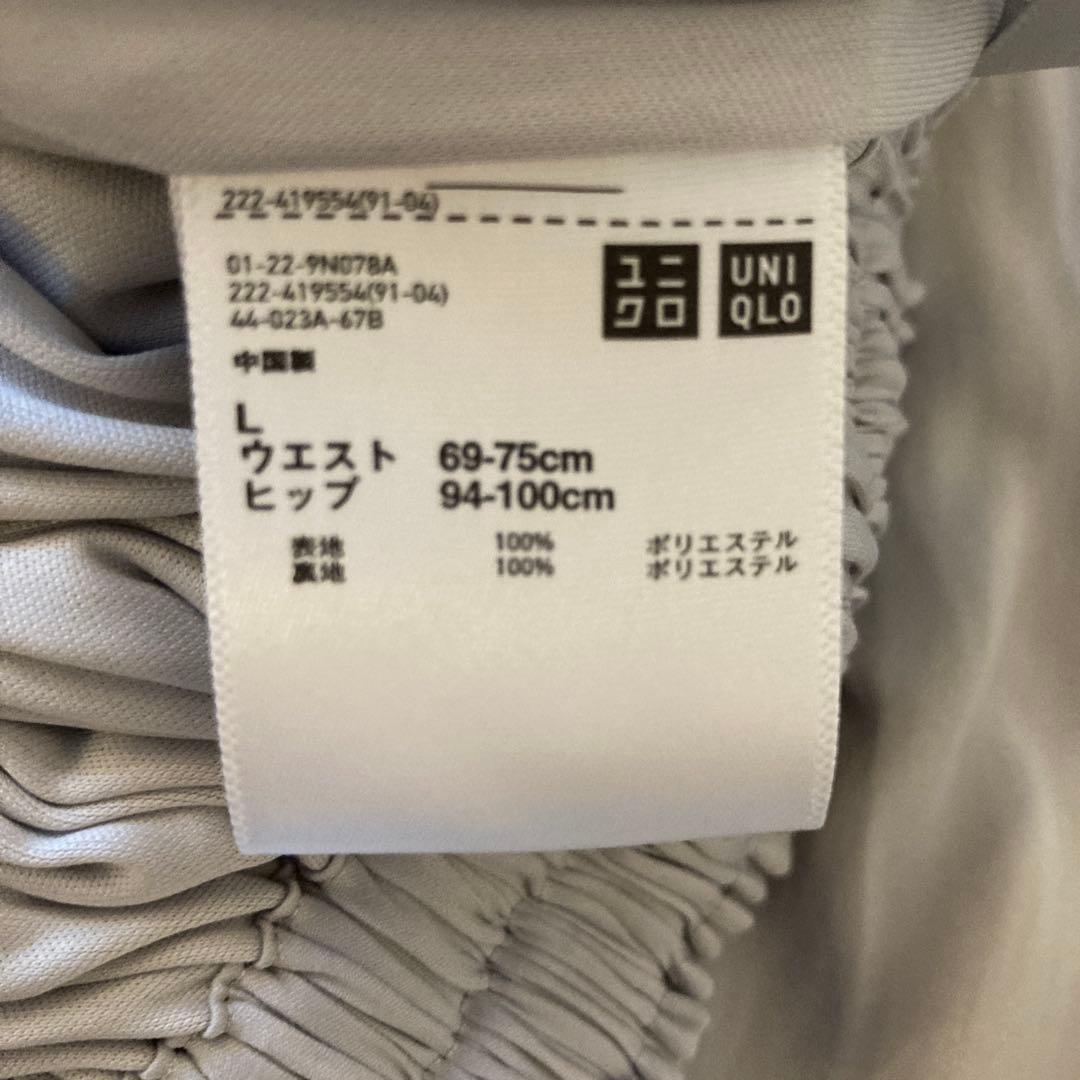 222-419554(91-04)
01-22-9N078A
222-419554(91-04)
44-023A-67B
中国製
ユニクロ
UNIQLO
L
ウエスト 69-75cm
ヒップ 94-100cm
表地 100% ポリエステル
裏地 100% ポリエステル